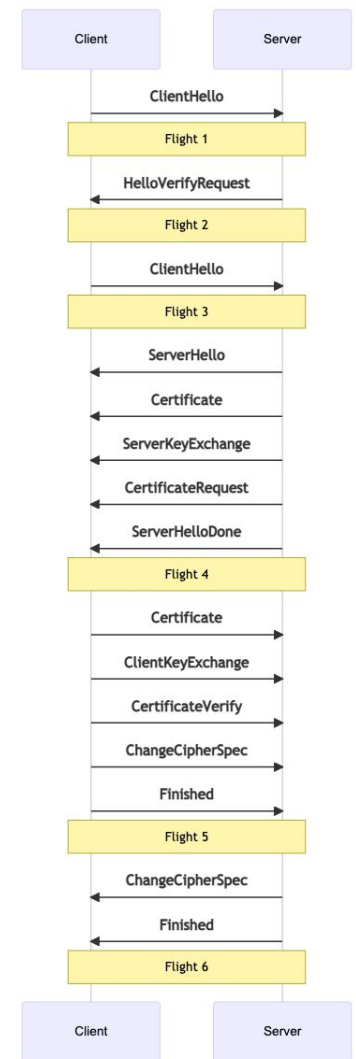 Client
Server
ClientHello
Flight 1
HelloVerifyRequest
Flight 2
ClientHello
Flight 3
ServerHello
Certificate
ServerKeyExchange
CertificateRequest
ServerHelloDone
Flight 4
Certificate
ClientKeyExchange
CertificateVerify
ChangeCipherSpec
Finished
Flight 5
ChangeCipherSpec
Finished
Flight 6
Client
Server